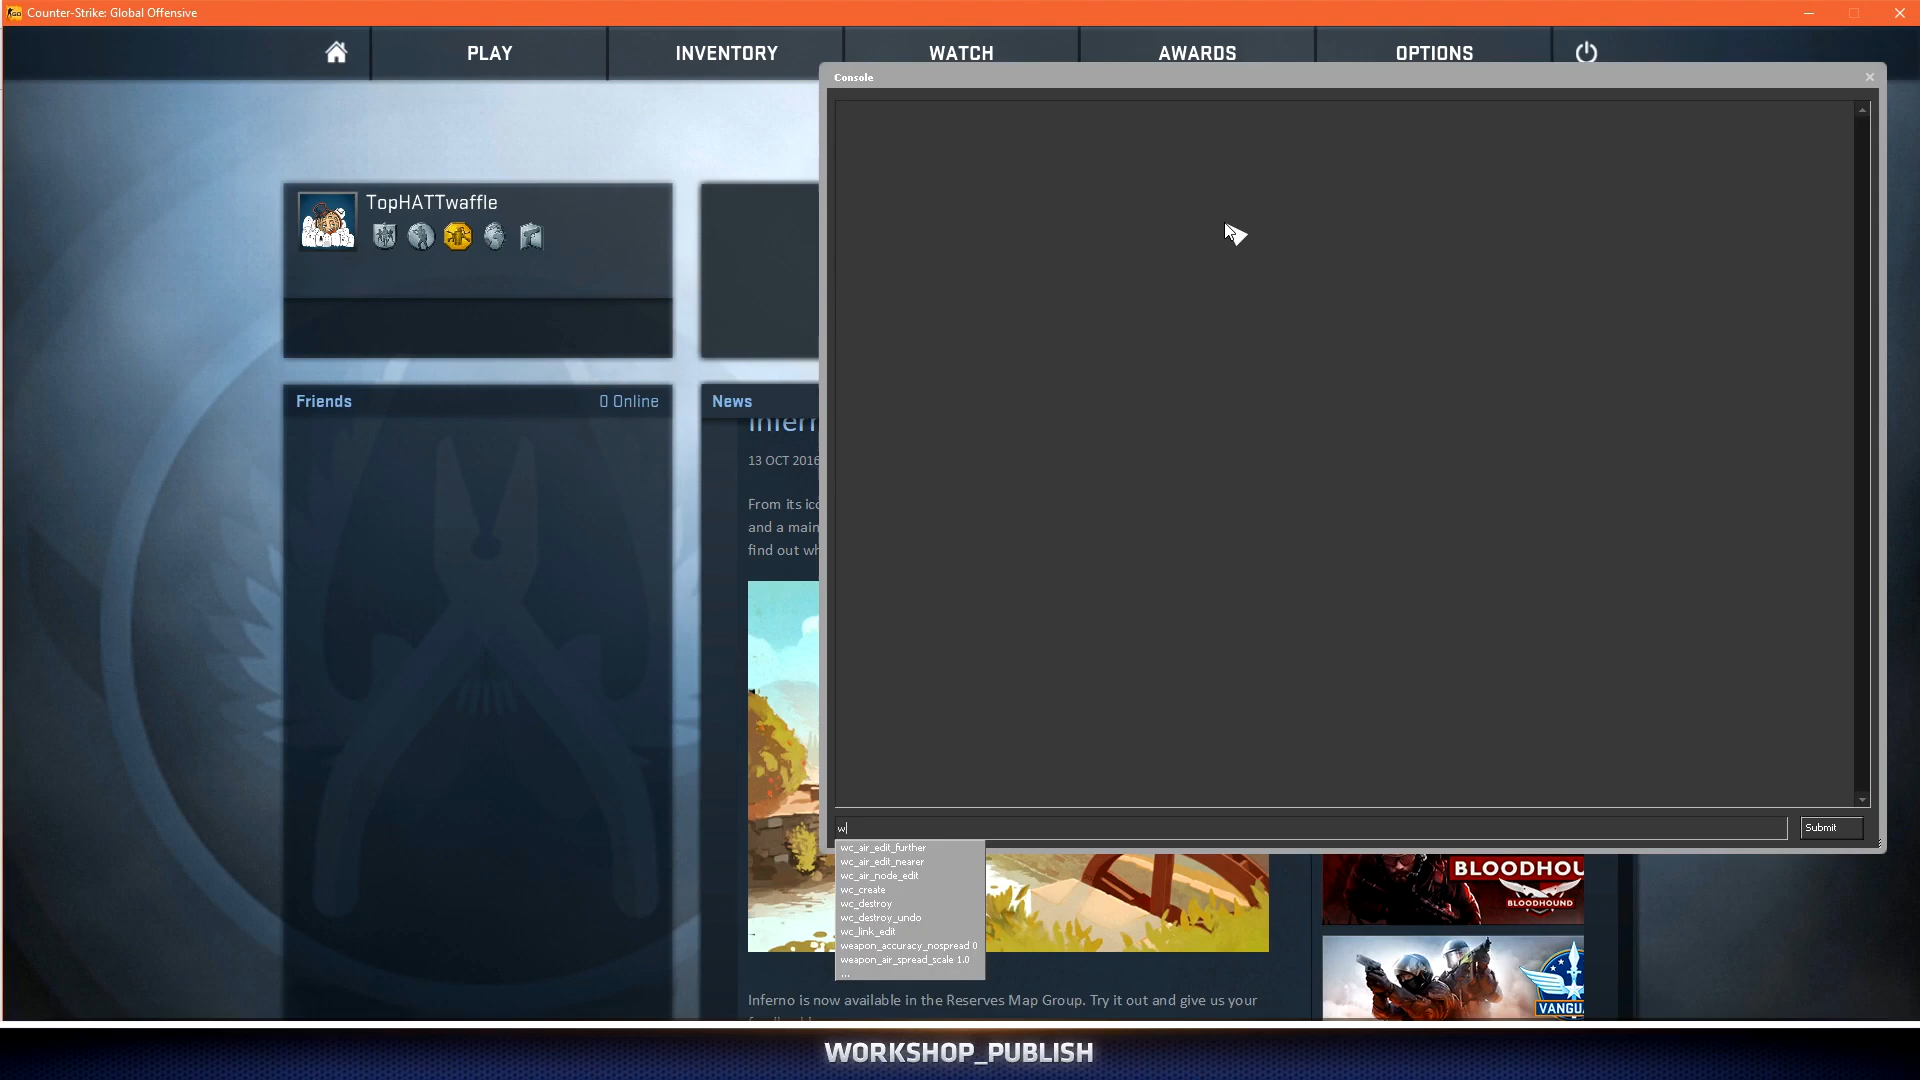 Counter-Strike: Global Offensive
PLAY
INVENTORY
WATCH
AWARDS
OPTIONS
Console
TopHATTwaffle
Friends
0 Online
News
13 OCT 2016
From its
and a main
find out
w
Submit
wc_air_edit_further
wc_air_edit_nearer
wc_air_node_edit
wc_create
wc_destroy
wc_destroy_undo
wc_link_edit
weapon_accuracy_nospread 0
weapon_air_spread_scale 1.0
...
BLOODHOU
BLOODHOUND
VANGU
Inferno is now available in the Reserves Map Group. Try it out and give us your
WORKSHOP_PUBLISH